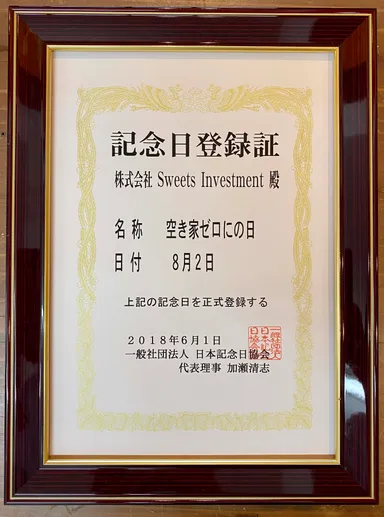 記念日登録証
株式会社 Sweets Investment 殿
名称 空き家ゼロにの日
日付 8月2日
上記の記念日を正式登録する
2018年6月1日
一般社団法人 日本記念日協会
代表理事 加瀬清志